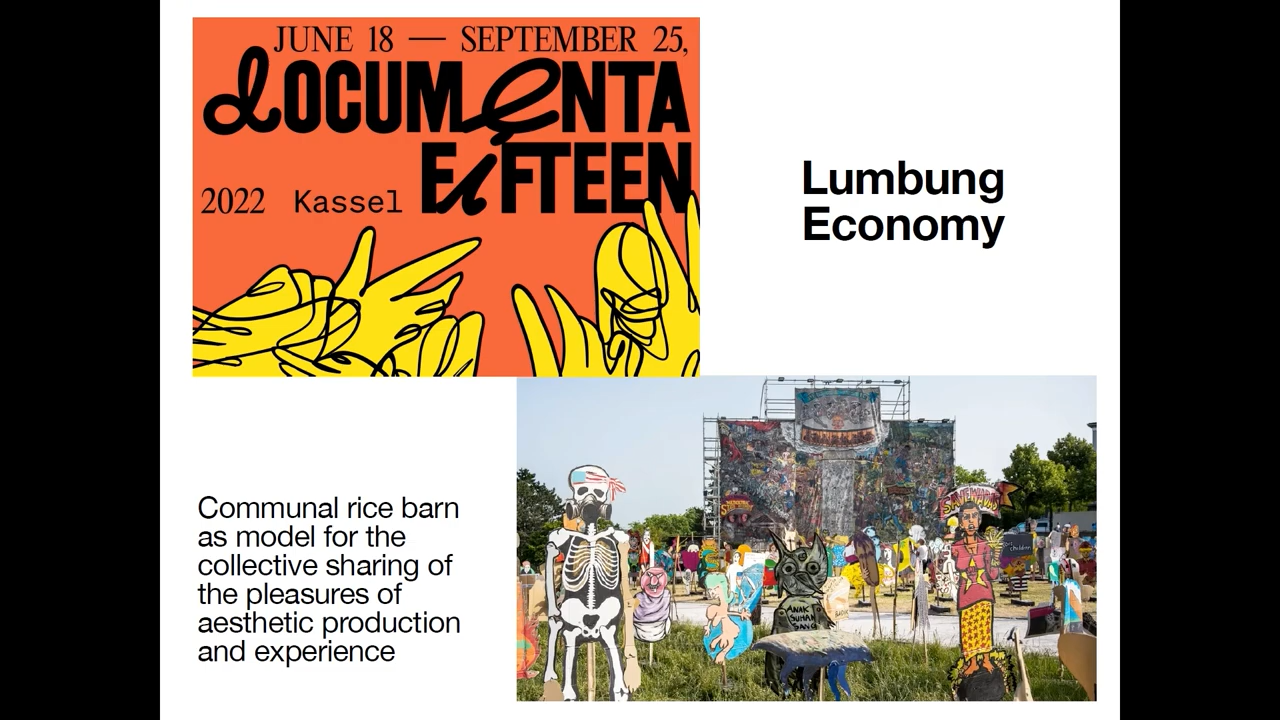 JUNE 18 — SEPTEMBER 25,
DOCUMENTA
FIFTEEN
2022 Kassel
Lumbung
Economy
Communal rice barn
as model for the
collective sharing of
the pleasures of
aesthetic production
and experience
ANAK